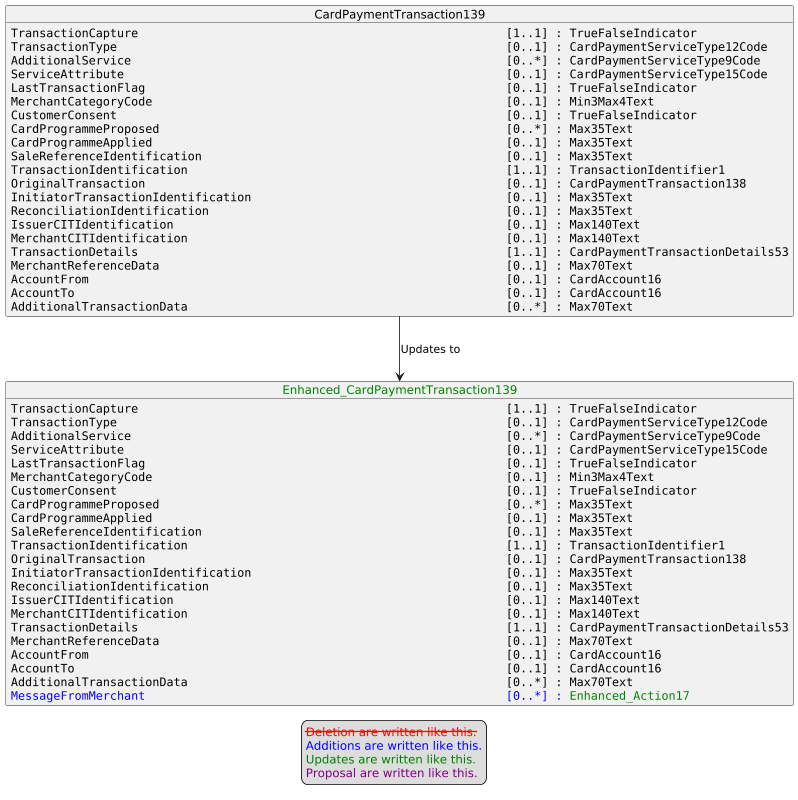 CardPaymentTransaction139
TransactionCapture [1..1] : TrueFalseIndicator
TransactionType [0..1] : CardPaymentServiceType12Code
AdditionalService [0..*] : CardPaymentServiceType9Code
ServiceAttribute [0..1] : CardPaymentServiceType15Code
LastTransactionFlag [0..1] : TrueFalseIndicator
MerchantCategoryCode [0..1] : Min3Max4Text
CustomerConsent [0..1] : TrueFalseIndicator
CardProgrammeProposed [0..*] : Max35Text
CardProgrammeApplied [0..1] : Max35Text
SaleReferenceIdentification [0..1] : Max35Text
TransactionIdentification [1..1] : TransactionIdentifier1
OriginalTransaction [0..1] : CardPaymentTransaction138
InitiatorTransactionIdentification [0..1] : Max35Text
ReconciliationIdentification [0..1] : Max35Text
IssuerCITIdentification [0..1] : Max140Text
MerchantCITIdentification [0..1] : Max140Text
TransactionDetails [1..1] : CardPaymentTransactionDetails53
MerchantReferenceData [0..1] : Max70Text
AccountFrom [0..1] : CardAccount16
AccountTo [0..1] : CardAccount16
AdditionalTransactionData [0..*] : Max70Text
Updates to
Enhanced_CardPaymentTransaction139
TransactionCapture [1..1] : TrueFalseIndicator
TransactionType [0..1] : CardPaymentServiceType12Code
AdditionalService [0..*] : CardPaymentServiceType9Code
ServiceAttribute [0..1] : CardPaymentServiceType15Code
LastTransactionFlag [0..1] : TrueFalseIndicator
MerchantCategoryCode [0..1] : Min3Max4Text
CustomerConsent [0..1] : TrueFalseIndicator
CardProgrammeProposed [0..*] : Max35Text
CardProgrammeApplied [0..1] : Max35Text
SaleReferenceIdentification [0..1] : Max35Text
TransactionIdentification [1..1] : TransactionIdentifier1
OriginalTransaction [0..1] : CardPaymentTransaction138
InitiatorTransactionIdentification [0..1] : Max35Text
ReconciliationIdentification [0..1] : Max35Text
IssuerCITIdentification [0..1] : Max140Text
MerchantCITIdentification [0..1] : Max140Text
TransactionDetails [1..1] : CardPaymentTransactionDetails53
MerchantReferenceData [0..1] : Max70Text
AccountFrom [0..1] : CardAccount16
AccountTo [0..1] : CardAccount16
AdditionalTransactionData [0..*] : Max70Text
MessageFromMerchant [0..*] : Enhanced_Action17
Deletion are written like this.
Additions are written like this.
Updates are written like this.
Proposal are written like this.